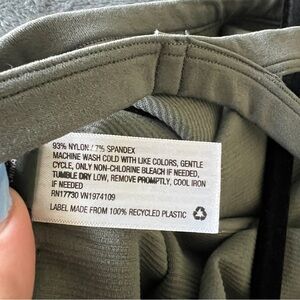 93% NYLON / 7% SPANDEX
MACHINE WASH COLD WITH LIKE COLORS, GENTLE
CYCLE, ONLY NON-CHLORINE BLEACH IF NEEDED,
TUMBLE DRY LOW, REMOVE PROMPTLY, COOL IRON
IF NEEDED
RN17730 VN1974109
LABEL MADE FROM 100% RECYCLED PLASTIC